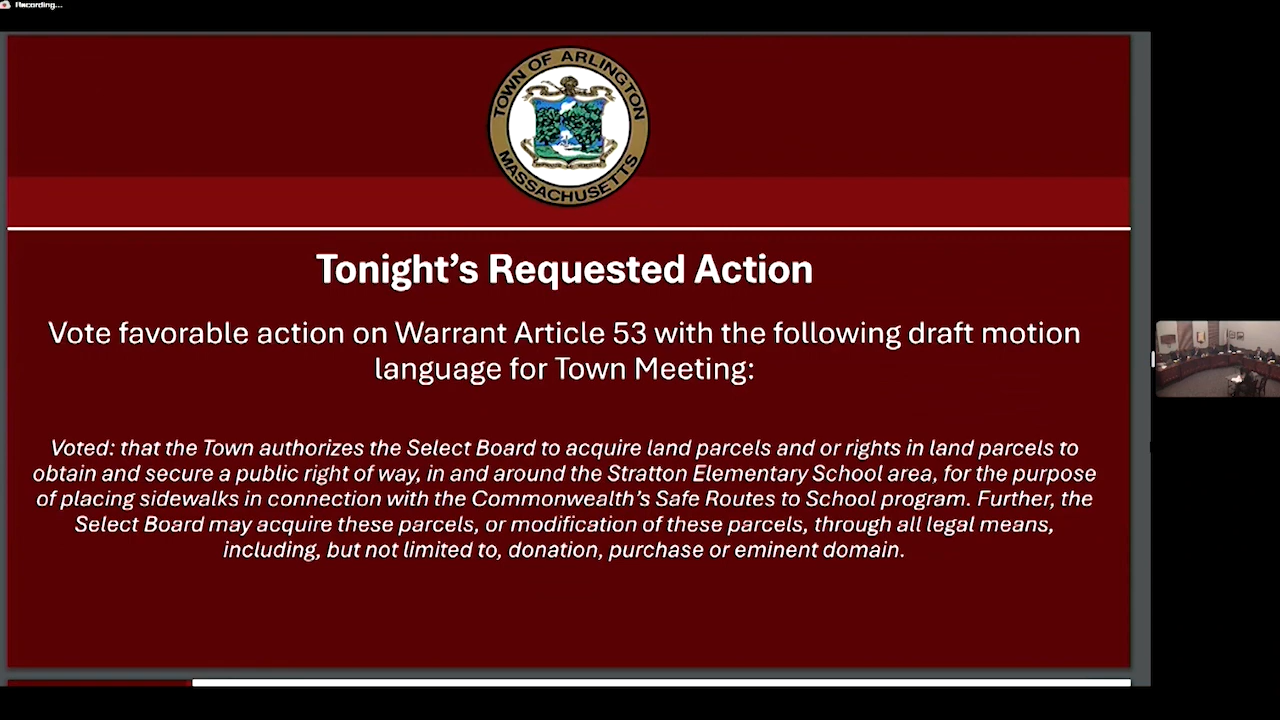 Recording...
TOWN OF ARLINGTON
MASSACHUSETTS
Tonight's Requested Action
Vote favorable action on Warrant Article 53 with the following draft motion
language for Town Meeting:
Voted: that the Town authorizes the Select Board to acquire land parcels and or rights in land parcels to
obtain and secure a public right of way, in and around the Stratton Elementary School area, for the purpose
of placing sidewalks in connection with the Commonwealth's Safe Routes to School program. Further, the
Select Board may acquire these parcels, or modification of these parcels, through all legal means,
including, but not limited to, donation, purchase or eminent domain.